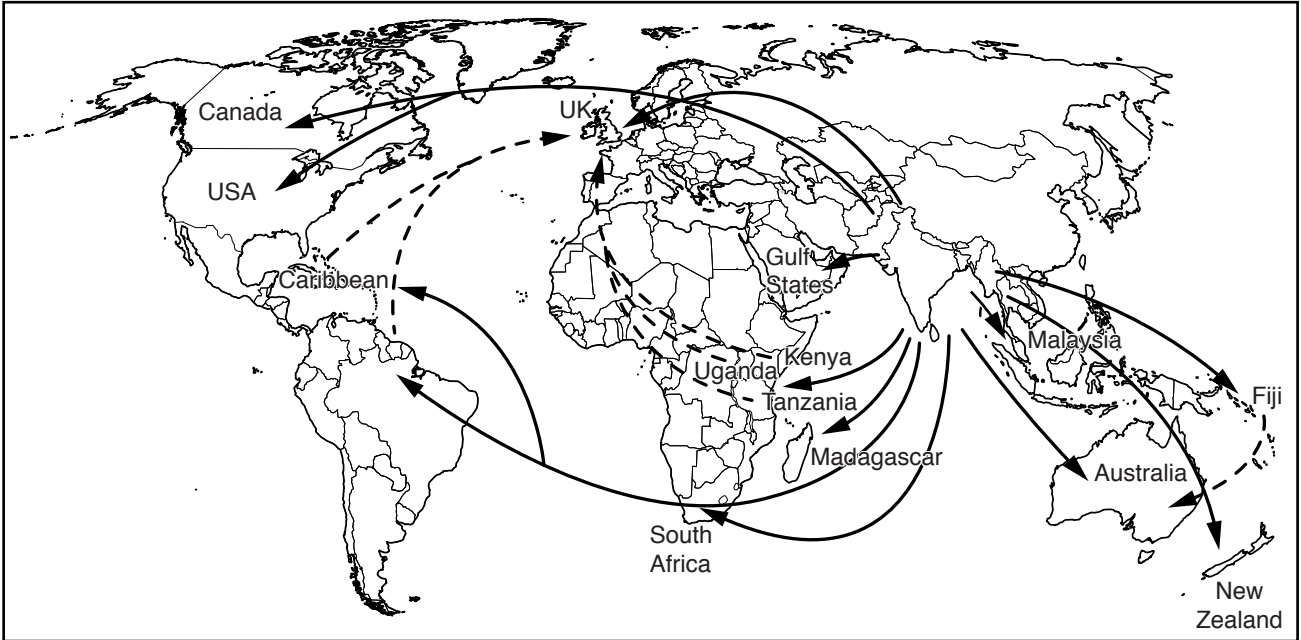 Canada
UK
USA
Gulf
States
Caribbean
Malaysia
Kenya
Uganda
Tanzania
Fiji
Madagascar
Australia
South
Africa
New
Zealand